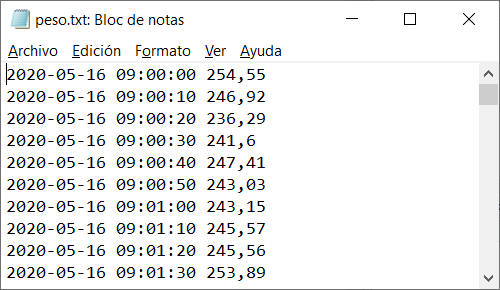 peso.txt: Bloc de notas
Archivo Edición Formato Ver Ayuda
2020-05-16 09:00:00 254,55
2020-05-16 09:00:10 246,92
2020-05-16 09:00:20 236,29
2020-05-16 09:00:30 241,6
2020-05-16 09:00:40 247,41
2020-05-16 09:00:50 243,03
2020-05-16 09:01:00 243,15
2020-05-16 09:01:10 245,57
2020-05-16 09:01:20 245,56
2020-05-16 09:01:30 253,89